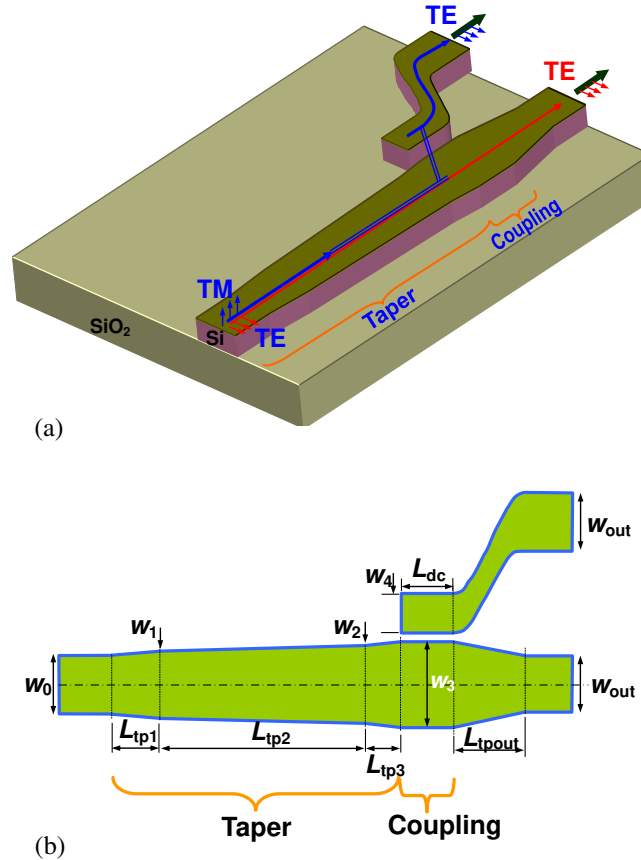 TE
TE
Coupling
Taper
TM
TE
Si
SiO2
(a)
wout
Ldc
w4
w1
w2
w0
w3
wout
Ltp1
Ltp2
Ltp3
Ltpout
Taper
Coupling
(b)